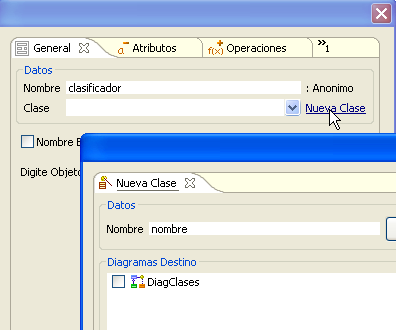 General Atributos Operaciones »1
Datos
Nombre clasificador : Anonimo
Clase Nueva Clase
Nombre
Digite Objeto
Nueva Clase
Datos
Nombre nombre
Diagramas Destino
DiagClases